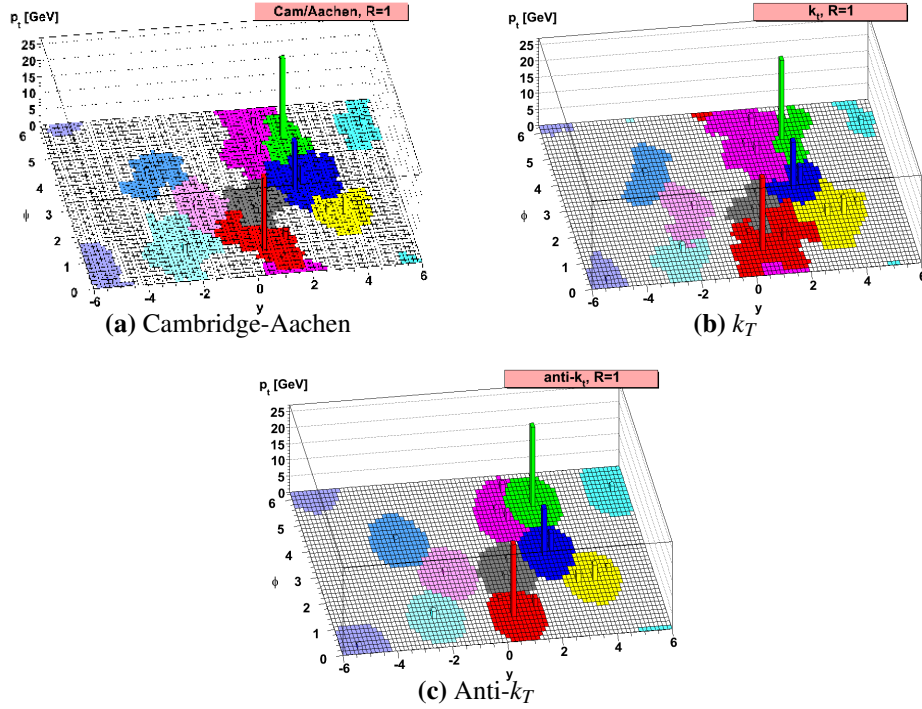 p_t [GeV]
Cam/Aachen, R=1
25
20
15
10
5
0
6
5
4
ϕ 3
2
1
0
-6 -4 -2 0 2 4 6
y
(a) Cambridge-Aachen
p_t [GeV]
k_t, R=1
25
20
15
10
5
0
6
5
4
ϕ 3
2
1
0
-6 -4 -2 0 2 4 6
y
(b) k_T
p_t [GeV]
anti-k_t, R=1
25
20
15
10
5
0
6
5
4
ϕ 3
2
1
0
-6 -4 -2 0 2 4 6
y
(c) Anti-k_T